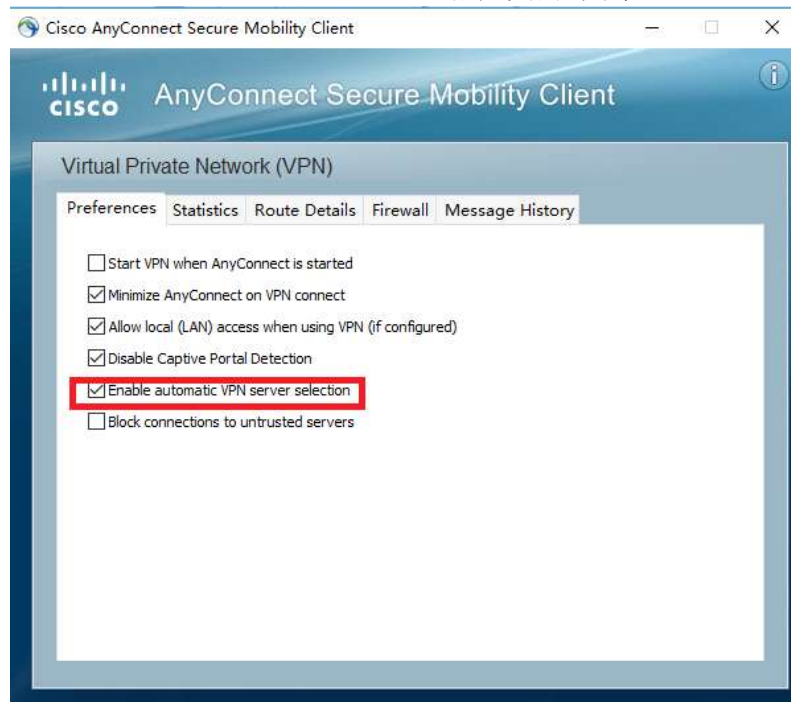 Cisco AnyConnect Secure Mobility Client
CISCO AnyConnect Secure Mobility Client
Virtual Private Network (VPN)
Preferences Statistics Route Details Firewall Message History
Start VPN when AnyConnect is started
Minimize AnyConnect on VPN connect
Allow local (LAN) access when using VPN (if configured)
Disable Captive Portal Detection
Enable automatic VPN server selection
Block connections to untrusted servers